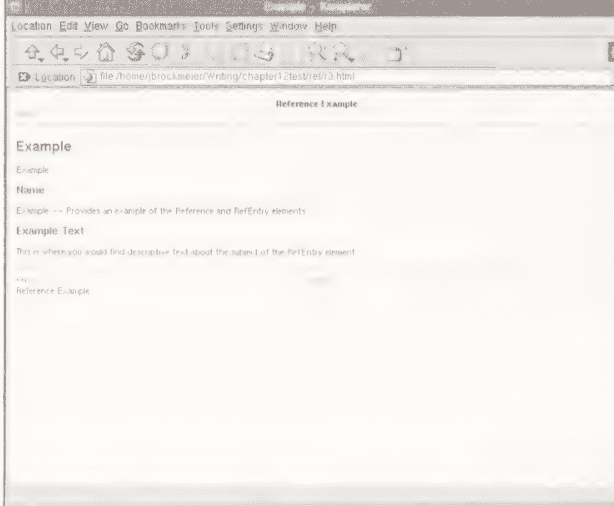 Example - Konqueror
Location Edit View Go Bookmarks Tools Settings Window Help
Location file:/home/jbrockmeier/Writing/chapter12test/ref/r3.html
Reference Example
Example
Example
Name
Example -- Provides an example of the Reference and RefEntry elements
Example Text
This is where you would find descriptive text about the subject of the RefEntry element
Reference Example